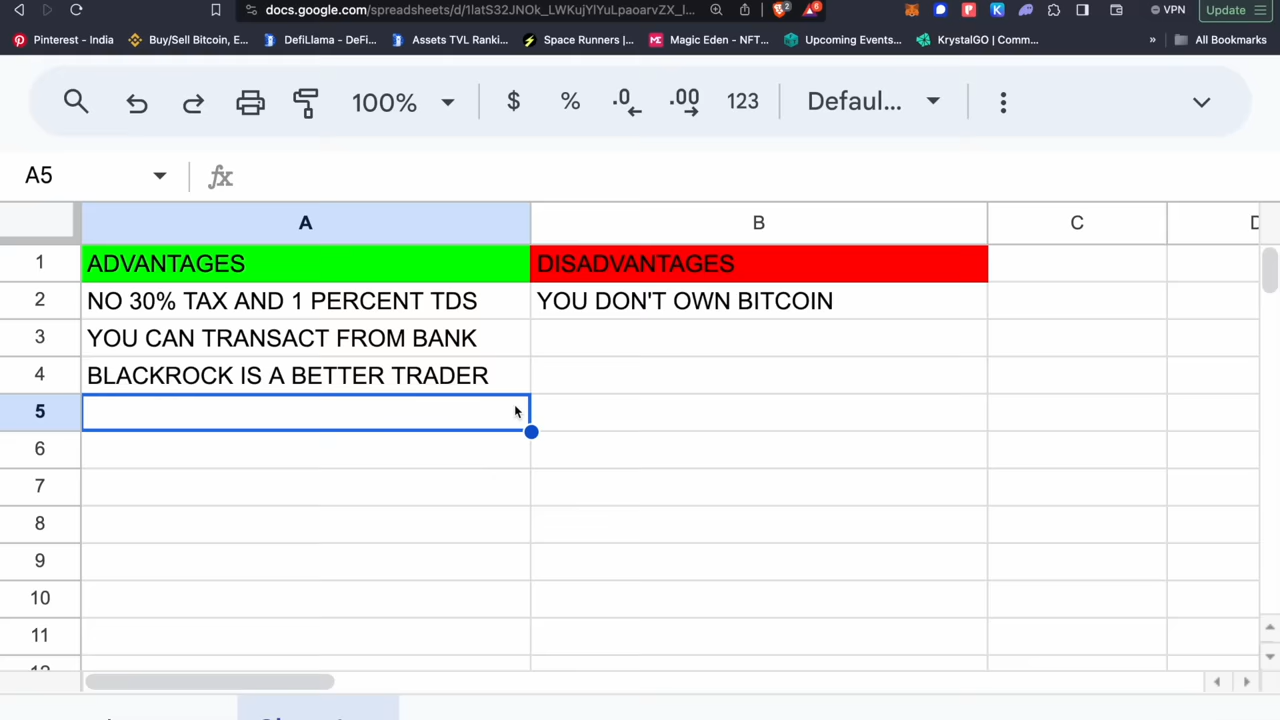 docs.google.com/spreadsheets/d/1latS32JNOk_LWKujYlYuLpaoarvZX_l...
2
6
VPN
Update
Pinterest - India
Buy/Sell Bitcoin, E...
DefiLlama - DeFi...
Assets TVL Ranki...
Space Runners |...
Magic Eden - NFT...
Upcoming Events...
KrystalGO | Comm...
»
All Bookmarks
100%
$
%
.0
.00
123
Defaul...
A5
fx
A
B
C
1
ADVANTAGES
DISADVANTAGES
2
NO 30% TAX AND 1 PERCENT TDS
YOU DON'T OWN BITCOIN
3
YOU CAN TRANSACT FROM BANK
4
BLACKROCK IS A BETTER TRADER
5
6
7
8
9
10
11